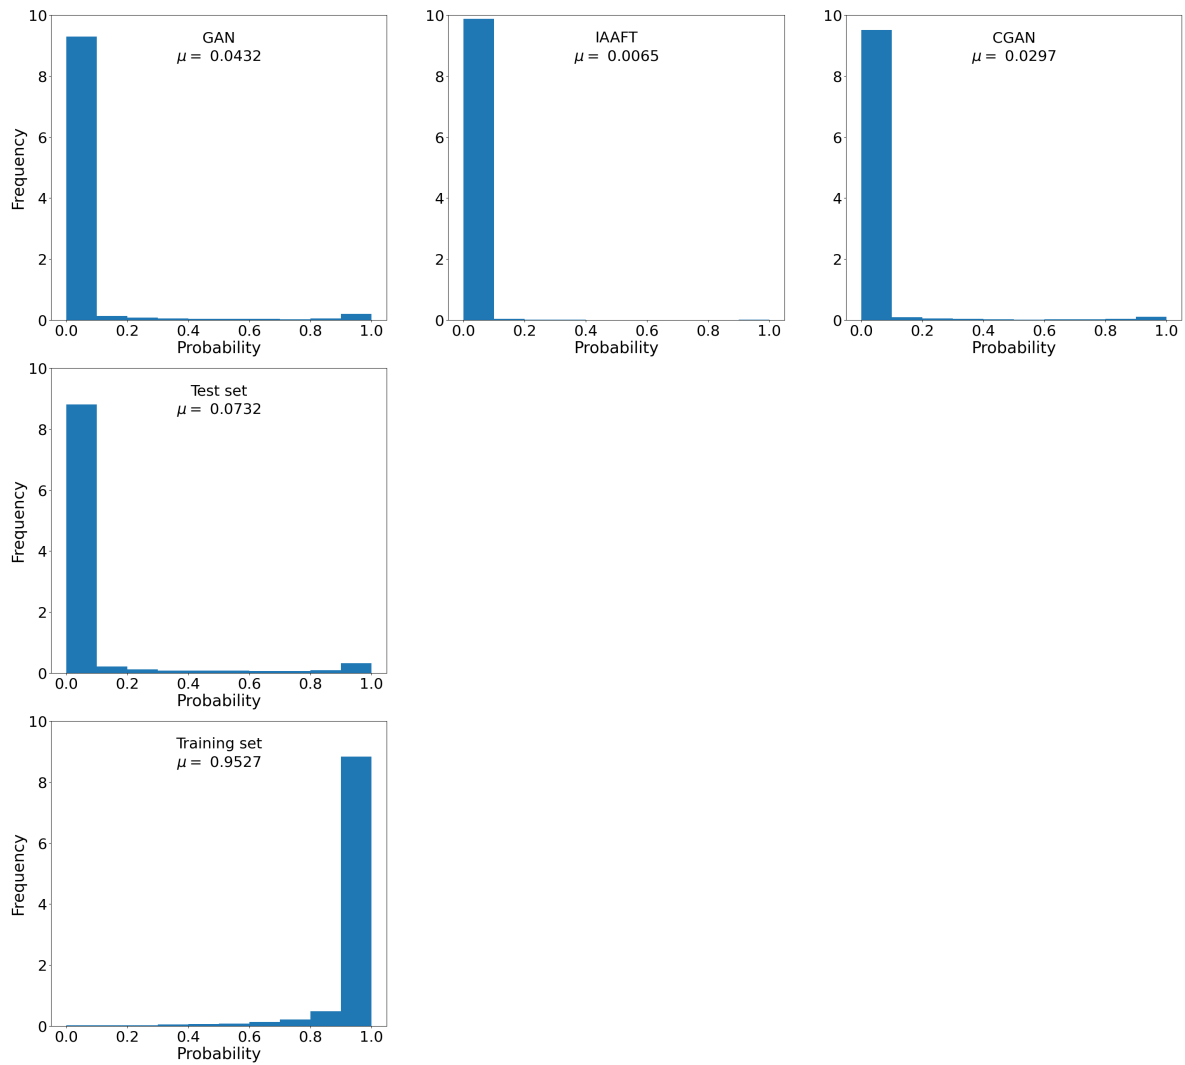 GAN
μ = 0.0432
Frequency
10
8
6
4
2
0
0.0 0.2 0.4 0.6 0.8 1.0
Probability
IAAFT
μ = 0.0065
10
8
6
4
2
0
0.0 0.2 0.4 0.6 0.8 1.0
Probability
CGAN
μ = 0.0297
10
8
6
4
2
0
0.0 0.2 0.4 0.6 0.8 1.0
Probability
Test set
μ = 0.0732
Frequency
10
8
6
4
2
0
0.0 0.2 0.4 0.6 0.8 1.0
Probability
Training set
μ = 0.9527
Frequency
10
8
6
4
2
0
0.0 0.2 0.4 0.6 0.8 1.0
Probability